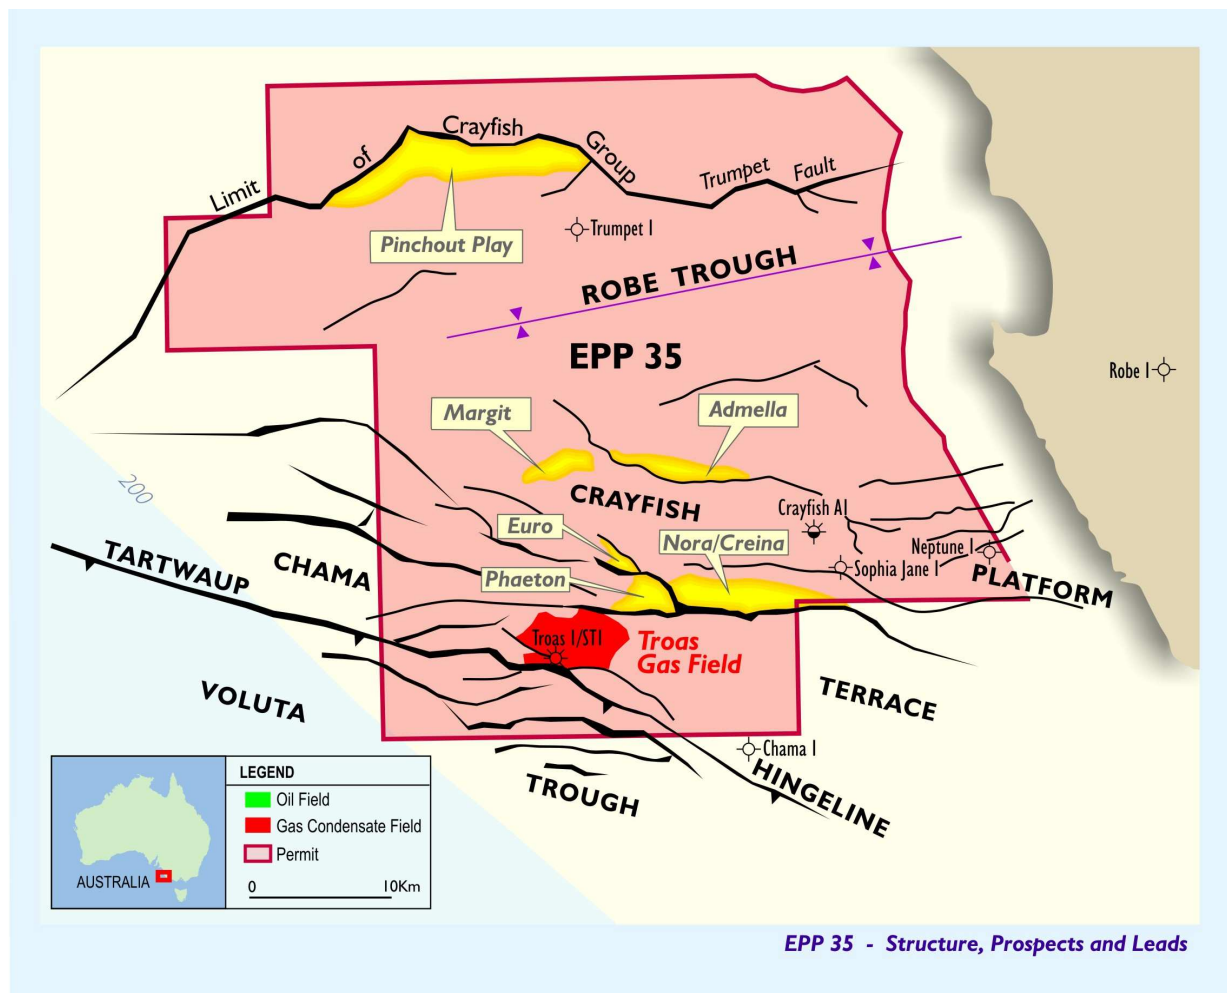 Limit of Crayfish Group
Trumpet Fault
Pinchout Play
Trumpet 1
ROBE TROUGH
EPP 35
Robe 1
Margit
Admella
CRAYFISH
Crayfish A1
200
Euro
Nora/Creina
Neptune 1
TARTWAUP
CHAMA
Phaeton
Sophia Jane 1
PLATFORM
Troas 1/ST1
Troas
Gas Field
VOLUTA
TERRACE
Chama 1
TROUGH
HINGELINE
LEGEND
Oil Field
Gas Condensate Field
Permit
0 10Km
AUSTRALIA
EPP 35 - Structure, Prospects and Leads